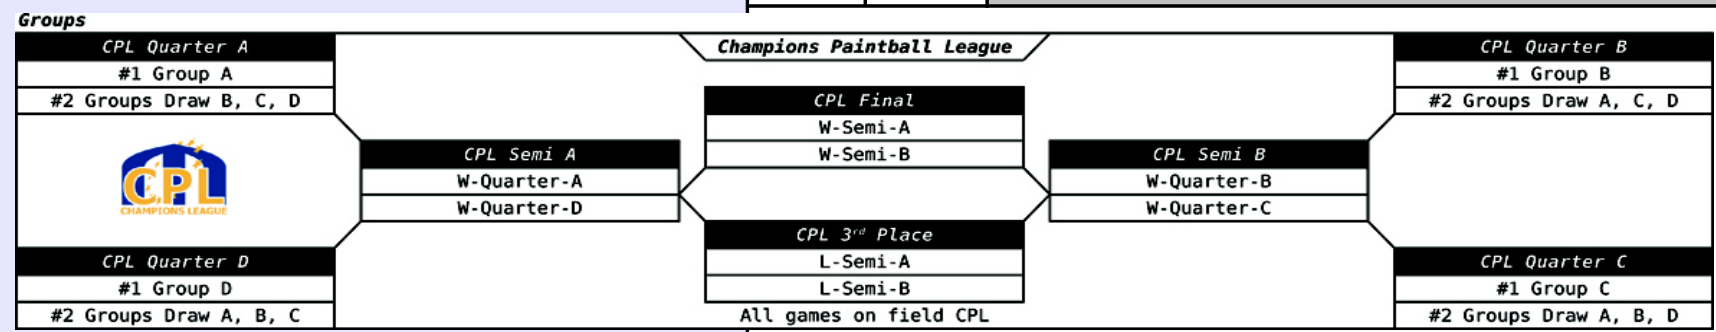 Groups
CPL Quarter A
#1 Group A
#2 Groups Draw B, C, D
Champions Paintball League
CPL Quarter B
#1 Group B
#2 Groups Draw A, C, D
CPL Final
W-Semi-A
W-Semi-B
CPL
CHAMPIONS LEAGUE
CPL Semi A
W-Quarter-A
W-Quarter-D
CPL Semi B
W-Quarter-B
W-Quarter-C
CPL 3rd Place
L-Semi-A
L-Semi-B
All games on field CPL
CPL Quarter D
#1 Group D
#2 Groups Draw A, B, C
CPL Quarter C
#1 Group C
#2 Groups Draw A, B, D